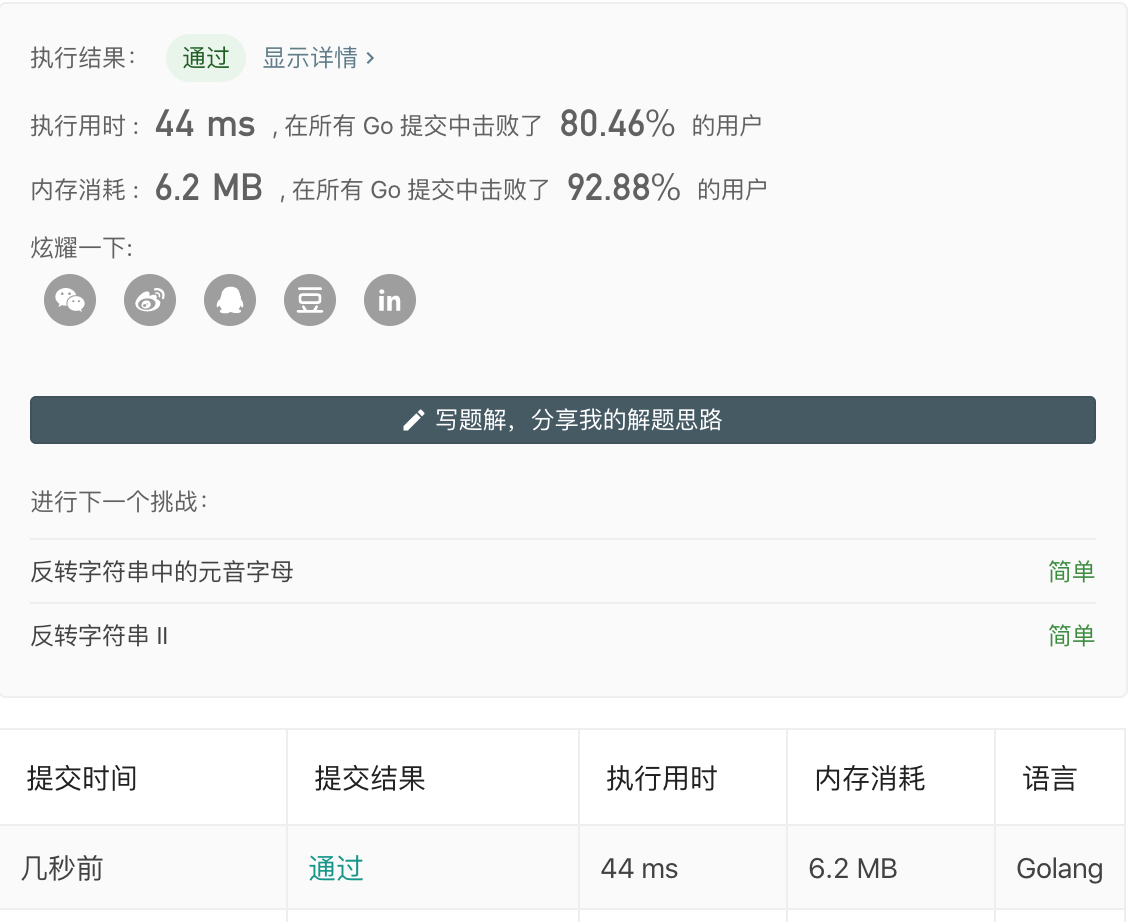 执行结果： 通过 显示详情 ›
执行用时 : 44 ms , 在所有 Go 提交中击败了 80.46% 的用户
内存消耗 : 6.2 MB , 在所有 Go 提交中击败了 92.88% 的用户
炫耀一下:
豆 in
写题解，分享我的解题思路
进行下一个挑战：
反转字符串中的元音字母 简单
反转字符串 II 简单
提交时间 提交结果 执行用时 内存消耗 语言
几秒前 通过 44 ms 6.2 MB Golang